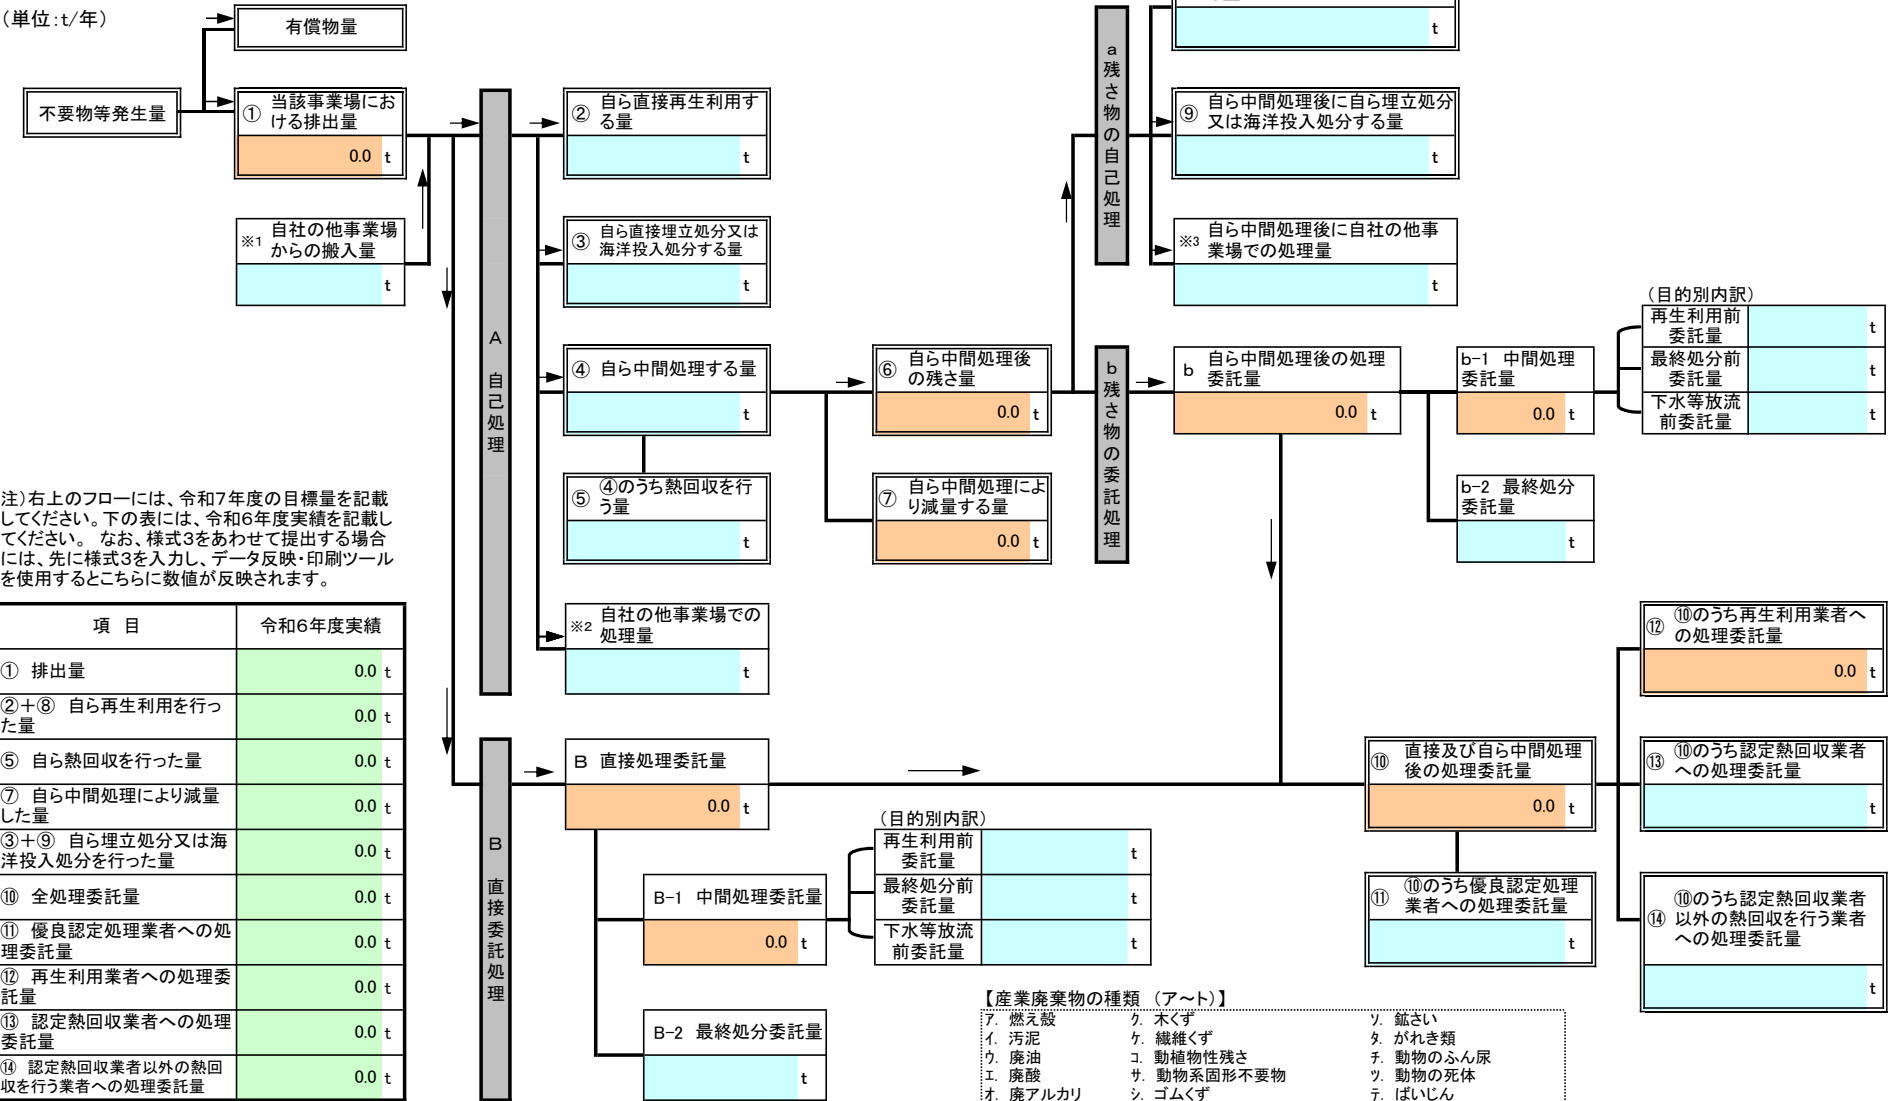 （単位：t/年）
有償物量
不要物等発生量
① 当該事業場にお
ける排出量
0.0 t
※1 自社の他事業場
からの搬入量
t
A 自己処理
② 自ら直接再生利用す
る量
t
③ 自ら直接埋立処分又は
海洋投入処分する量
t
④ 自ら中間処理する量
t
⑤ ④のうち熱回収を行
う量
t
※2 自社の他事業場での
処理量
t
⑥ 自ら中間処理後
の残さ量
0.0 t
⑦ 自ら中間処理によ
り減量する量
0.0 t
a 残さ物の自己処理
t
⑨ 自ら中間処理後に自ら埋立処分
又は海洋投入処分する量
t
※3 自ら中間処理後に自社の他事
業場での処理量
t
b 残さ物の委託処理
b 自ら中間処理後の処理
委託量
0.0 t
b-1 中間処理
委託量
0.0 t
（目的別内訳）
再生利用前
委託量
t
最終処分前
委託量
t
下水等放流
前委託量
t
b-2 最終処分
委託量
t
注）右上のフローには、令和7年度の目標量を記載
してください。下の表には、令和6年度実績を記載し
てください。 なお、様式3をあわせて提出する場合
には、先に様式3を入力し、データ反映・印刷ツール
を使用するとこちらに数値が反映されます。
項 目 令和6年度実績
① 排出量 0.0 t
②＋⑧ 自ら再生利用を行っ
た量 0.0 t
⑤ 自ら熱回収を行った量 0.0 t
⑦ 自ら中間処理により減量
した量 0.0 t
③＋⑨ 自ら埋立処分又は海
洋投入処分を行った量 0.0 t
⑩ 全処理委託量 0.0 t
⑪ 優良認定処理業者への処
理委託量 0.0 t
⑫ 再生利用業者への処理委
託量 0.0 t
⑬ 認定熱回収業者への処理
委託量 0.0 t
⑭ 認定熱回収業者以外の熱回
収を行う業者への処理委託量 0.0 t
B 直接委託処理
B 直接処理委託量
0.0 t
B-1 中間処理委託量
0.0 t
（目的別内訳）
再生利用前
委託量
t
最終処分前
委託量
t
下水等放流
前委託量
t
B-2 最終処分委託量
t
⑩ 直接及び自ら中間処理
後の処理委託量
0.0 t
⑪ ⑩のうち優良認定処理
業者への処理委託量
t
⑫ ⑩のうち再生利用業者へ
の処理委託量
0.0 t
⑬ ⑩のうち認定熱回収業者
への処理委託量
t
⑭ ⑩のうち認定熱回収業者
以外の熱回収を行う業者
への処理委託量
t
【産業廃棄物の種類 （ア～ト）】
ア. 燃え殻 ク. 木くず ソ. 鉱さい
イ. 汚泥 ケ. 繊維くず タ. がれき類
ウ. 廃油 コ. 動植物性残さ チ. 動物のふん尿
エ. 廃酸 サ. 動物系固形不要物 ツ. 動物の死体
オ. 廃アルカリ シ. ゴムくず テ. ばいじん